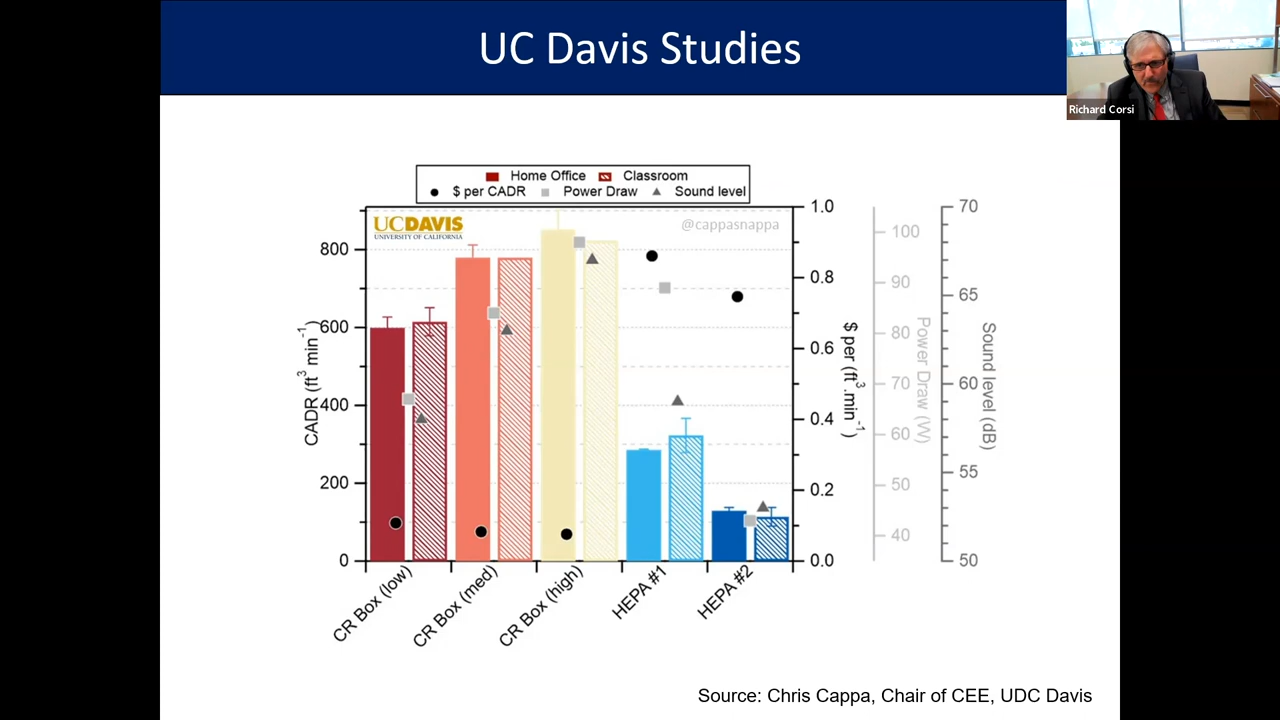 UC Davis Studies
Richard Corsi
Home Office Classroom
$ per CADR Power Draw Sound level
UCDAVIS
UNIVERSITY OF CALIFORNIA
@cappasnappa
CADR (ft³ min⁻¹)
800
600
400
200
0
1.0
0.8
0.6
0.4
0.2
0.0
$ per (ft³.min⁻¹)
100
90
80
70
60
50
40
Power Draw (W)
70
65
60
55
50
Sound level (dB)
CR Box (low)
CR Box (med)
CR Box (high)
HEPA #1
HEPA #2
Source: Chris Cappa, Chair of CEE, UDC Davis